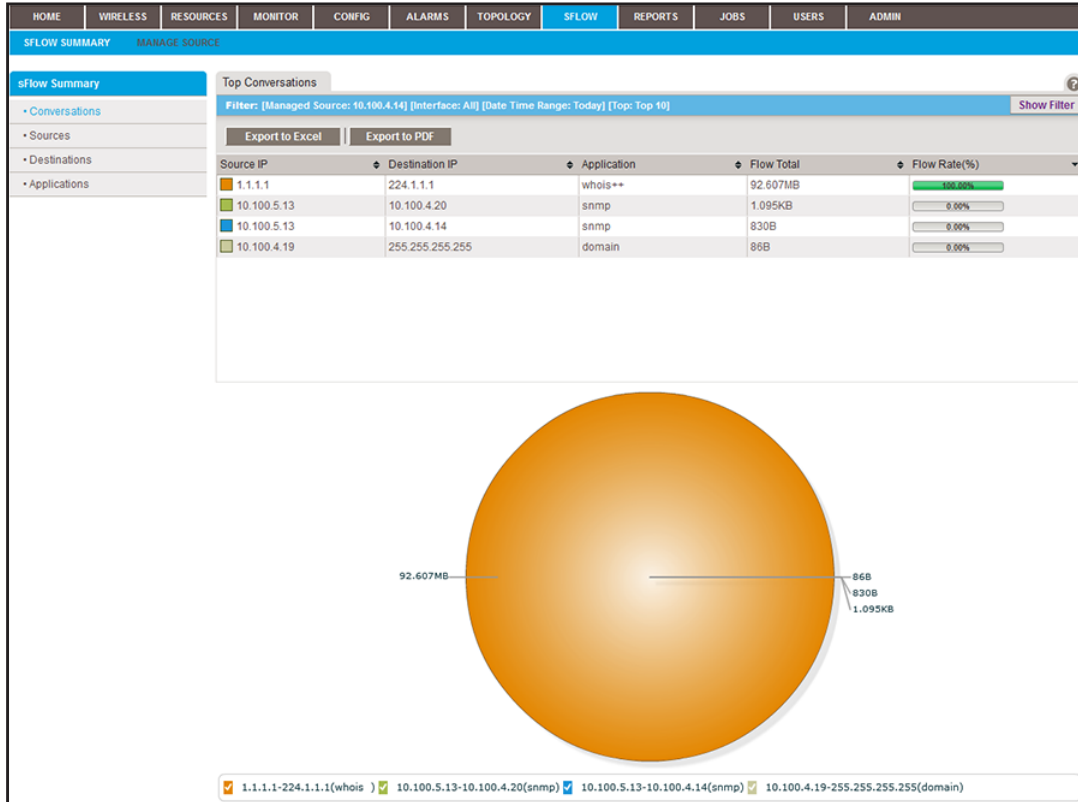 HOME WIRELESS RESOURCES MONITOR CONFIG ALARMS TOPOLOGY SFLOW REPORTS JOBS USERS ADMIN
SFLOW SUMMARY MANAGE SOURCE
sFlow Summary
• Conversations
• Sources
• Destinations
• Applications
Top Conversations
?
Filter: [Managed Source: 10.100.4.14] [Interface: All] [Date Time Range: Today] [Top: Top 10]
Show Filter
Export to Excel Export to PDF
Source IP Destination IP Application Flow Total Flow Rate(%)
1.1.1.1 224.1.1.1 whois++ 92.607MB 100.00%
10.100.5.13 10.100.4.20 snmp 1.095KB 0.00%
10.100.5.13 10.100.4.14 snmp 830B 0.00%
10.100.4.19 255.255.255.255 domain 86B 0.00%
92.607MB
86B
830B
1.095KB
1.1.1.1-224.1.1.1(whois ) 10.100.5.13-10.100.4.20(snmp) 10.100.5.13-10.100.4.14(snmp) 10.100.4.19-255.255.255.255(domain)